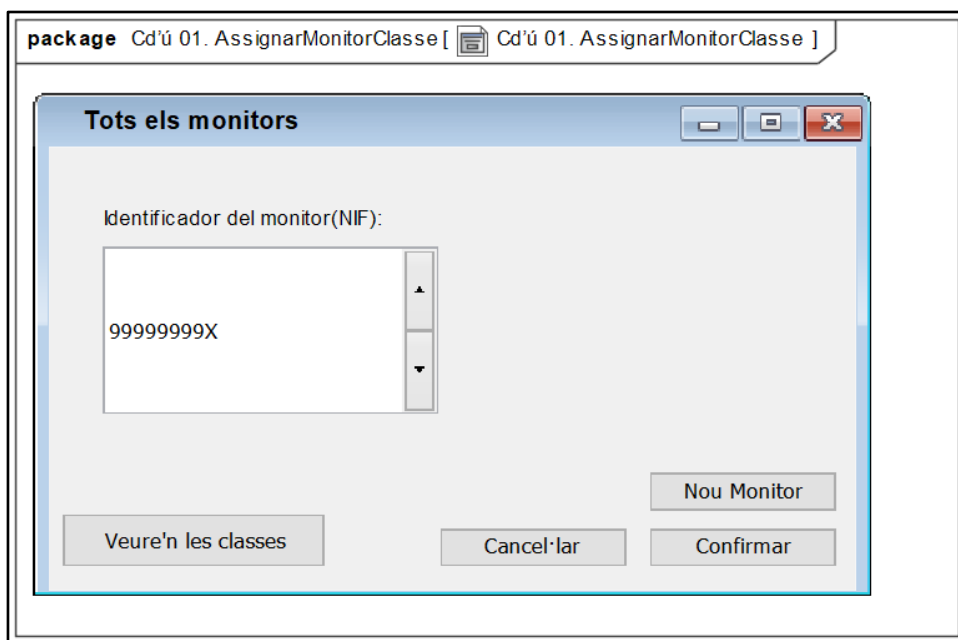 package Cd'ú 01. AssignarMonitorClasse [ Cd'ú 01. AssignarMonitorClasse ]
Tots els monitors
Identificador del monitor(NIF):
99999999X
Nou Monitor
Veure'n les classes
Cancel·lar
Confirmar